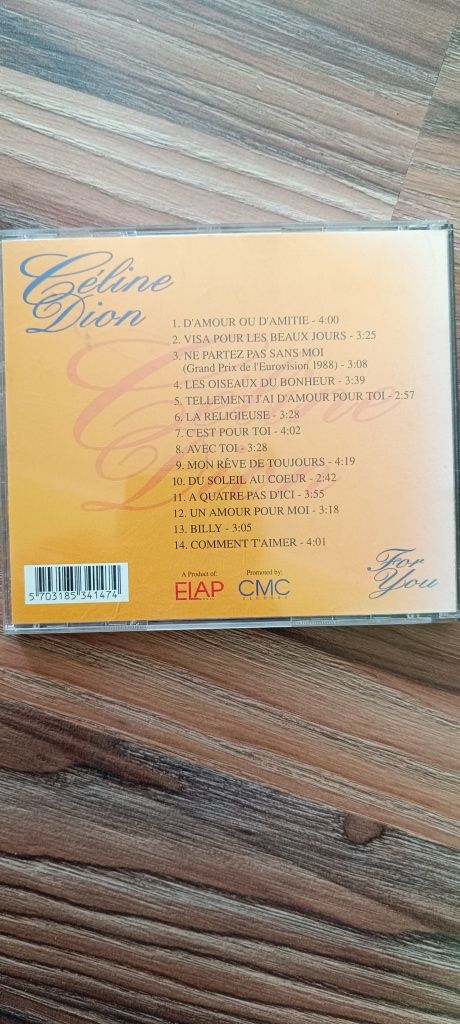 Céline
Dion
1. D'AMOUR OU D'AMITIE - 4:00
2. VISA POUR LES BEAUX JOURS - 3:25
3. NE PARTEZ PAS SANS MOI
(Grand Prix de l'Eurovision 1988) - 3:08
4. LES OISEAUX DU BONHEUR - 3:39
5. TELLEMENT J'AI D'AMOUR POUR TOI - 2:57
6. LA RELIGIEUSE - 3:28
7. C'EST POUR TOI - 4:02
8. AVEC TOI - 3:28
9. MON RÊVE DE TOUJOURS - 4:19
10. DU SOLEIL AU COEUR - 2:42
11. A QUATRE PAS D'ICI - 3:55
12. UN AMOUR POUR MOI - 3:18
13. BILLY - 3:05
14. COMMENT T'AIMER - 4:01
5 703185 341474
A Product of:
ELAP
Promoted by:
CMC
RECORDS
For
You